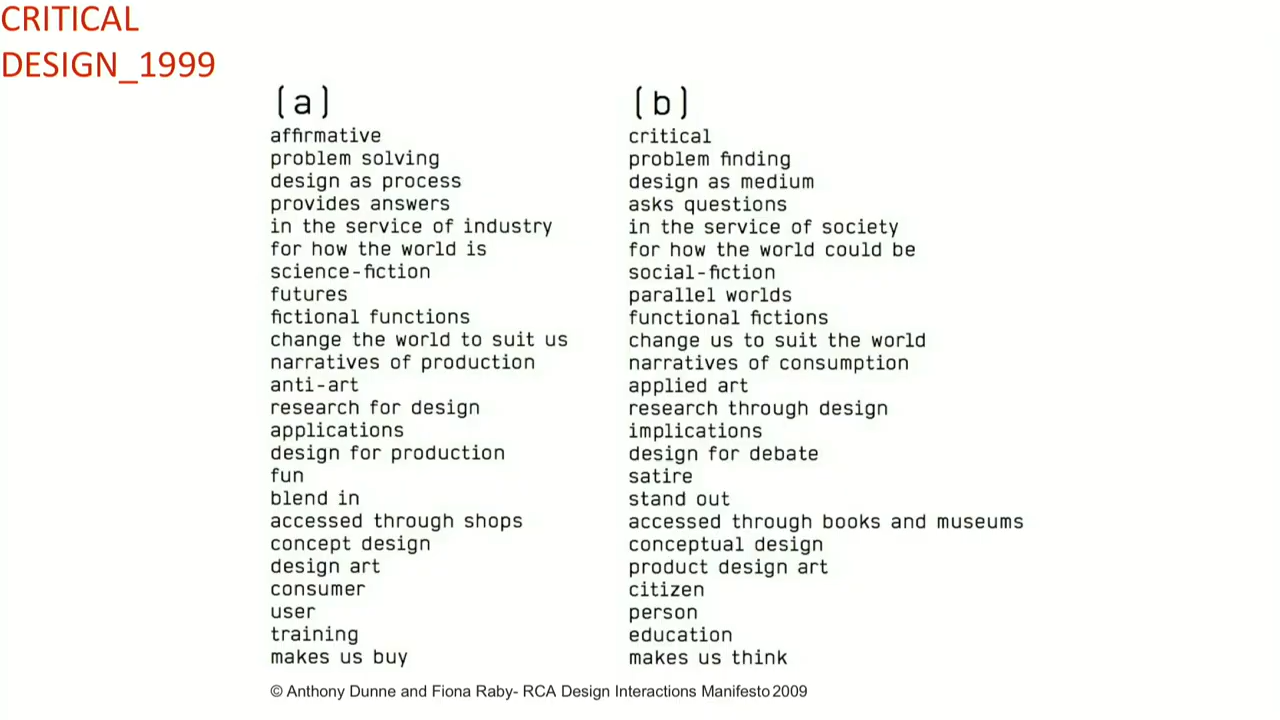 CRITICAL
DESIGN_1999
(a)
affirmative
problem solving
design as process
provides answers
in the service of industry
for how the world is
science-fiction
futures
fictional functions
change the world to suit us
narratives of production
anti-art
research for design
applications
design for production
fun
blend in
accessed through shops
concept design
design art
consumer
user
training
makes us buy
(b)
critical
problem finding
design as medium
asks questions
in the service of society
for how the world could be
social-fiction
parallel worlds
functional fictions
change us to suit the world
narratives of consumption
applied art
research through design
implications
design for debate
satire
stand out
accessed through books and museums
conceptual design
product design art
citizen
person
education
makes us think
© Anthony Dunne and Fiona Raby- RCA Design Interactions Manifesto 2009